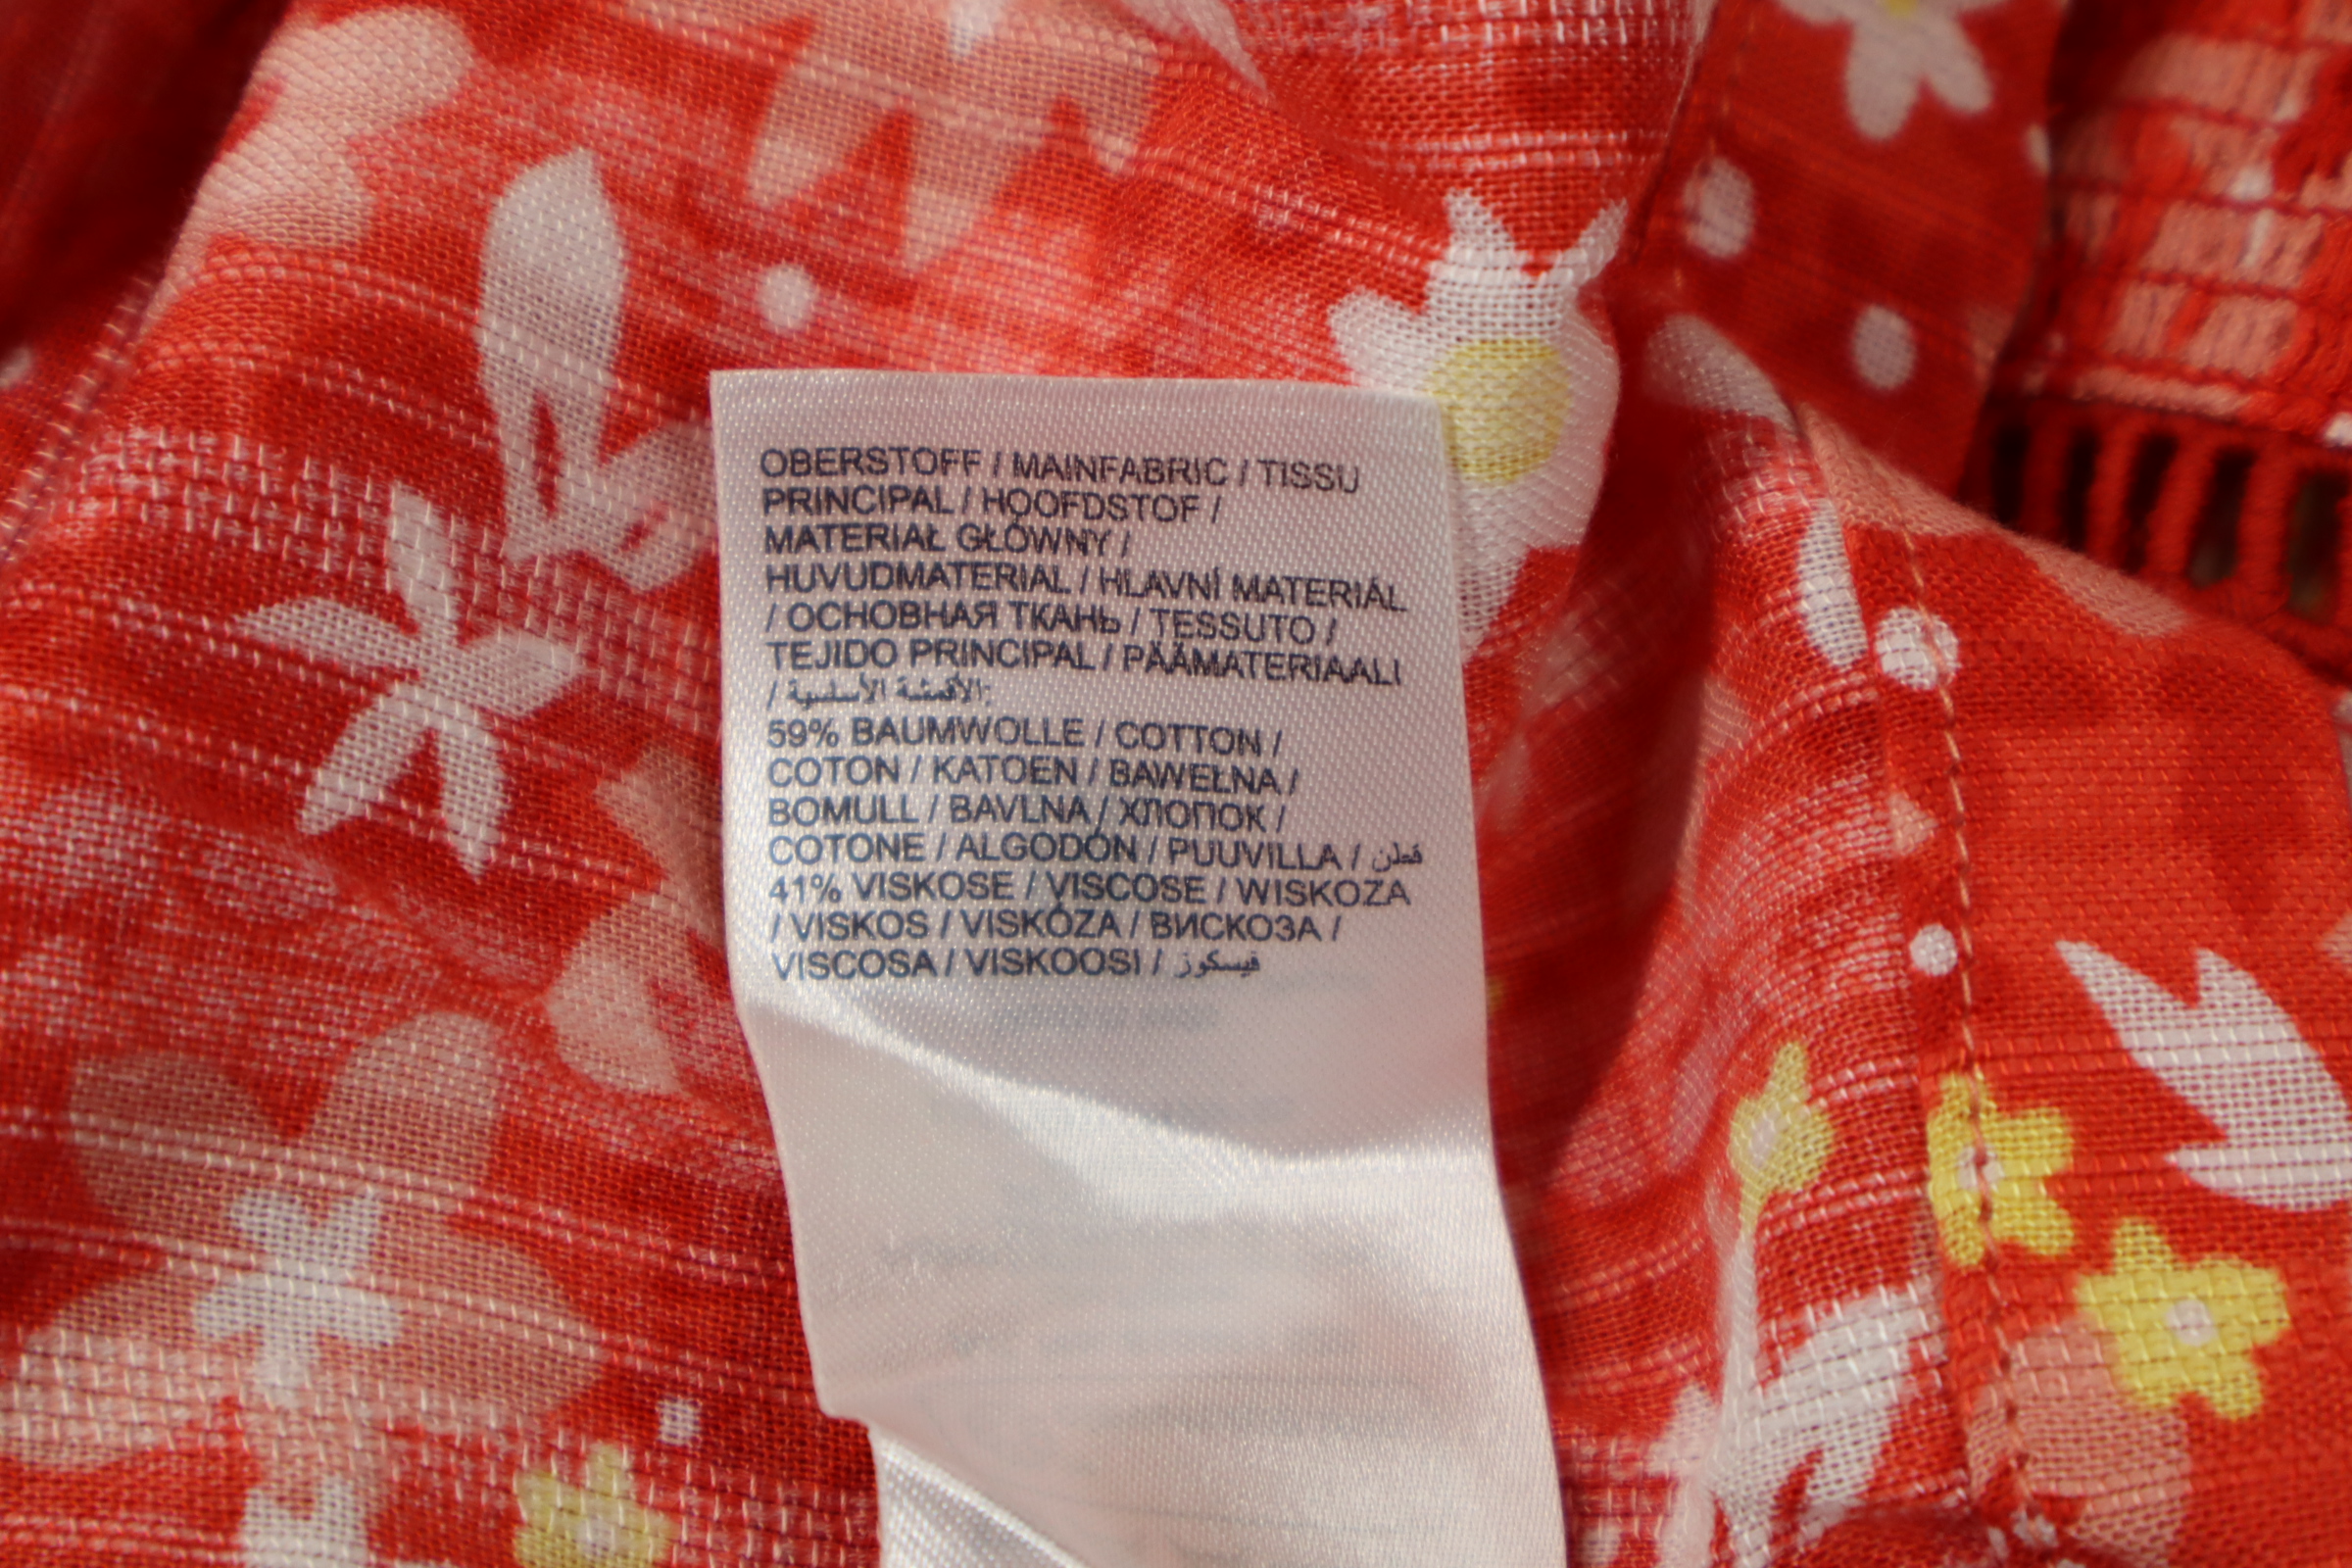 OBERSTOFF / MAINFABRIC / TISSU
PRINCIPAL / HOOFDSTOF /
MATERIAŁ GŁÓWNY /
HUVUDMATERIAL / HLAVNÍ MATERIÁL
/ ОСНОВНАЯ ТКАНЬ / TESSUTO /
TEJIDO PRINCIPAL / PÄÄMATERIAALI
/ الأقمشة الأساسية:
59% BAUMWOLLE / COTTON /
COTON / KATOEN / BAWEŁNA /
BOMULL / BAVLNA / ХЛОПОК /
COTONE / ALGODÓN / PUUVILLA / قطن
41% VISKOSE / VISCOSE / WISKOZA
/ VISKOS / VISKÓZA / ВИСКОЗА /
VISCOSA / VISKOOSI / فيسكوز